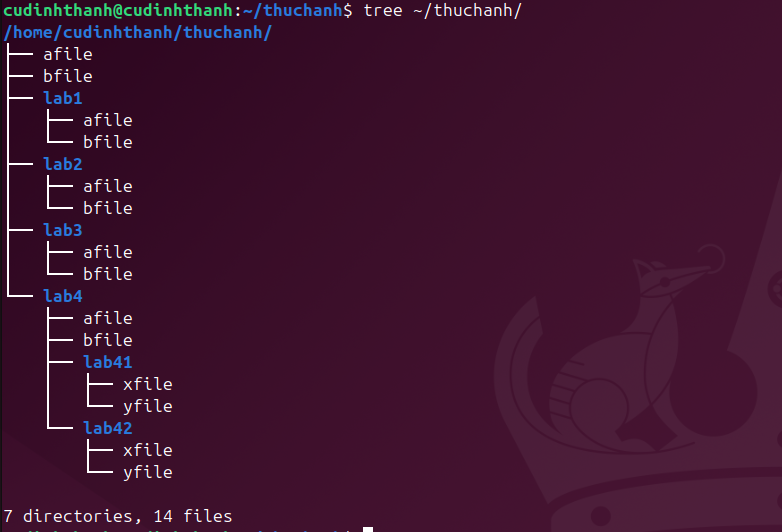 cudinhthanh@cudinhthanh:~/thuchanh$ tree ~/thuchanh/
/home/cudinhthanh/thuchanh/
├── afile
├── bfile
├── lab1
│   ├── afile
│   └── bfile
├── lab2
│   ├── afile
│   └── bfile
├── lab3
│   ├── afile
│   └── bfile
└── lab4
    ├── afile
    ├── bfile
    ├── lab41
    │   ├── xfile
    │   └── yfile
    └── lab42
        ├── xfile
        └── yfile
7 directories, 14 files